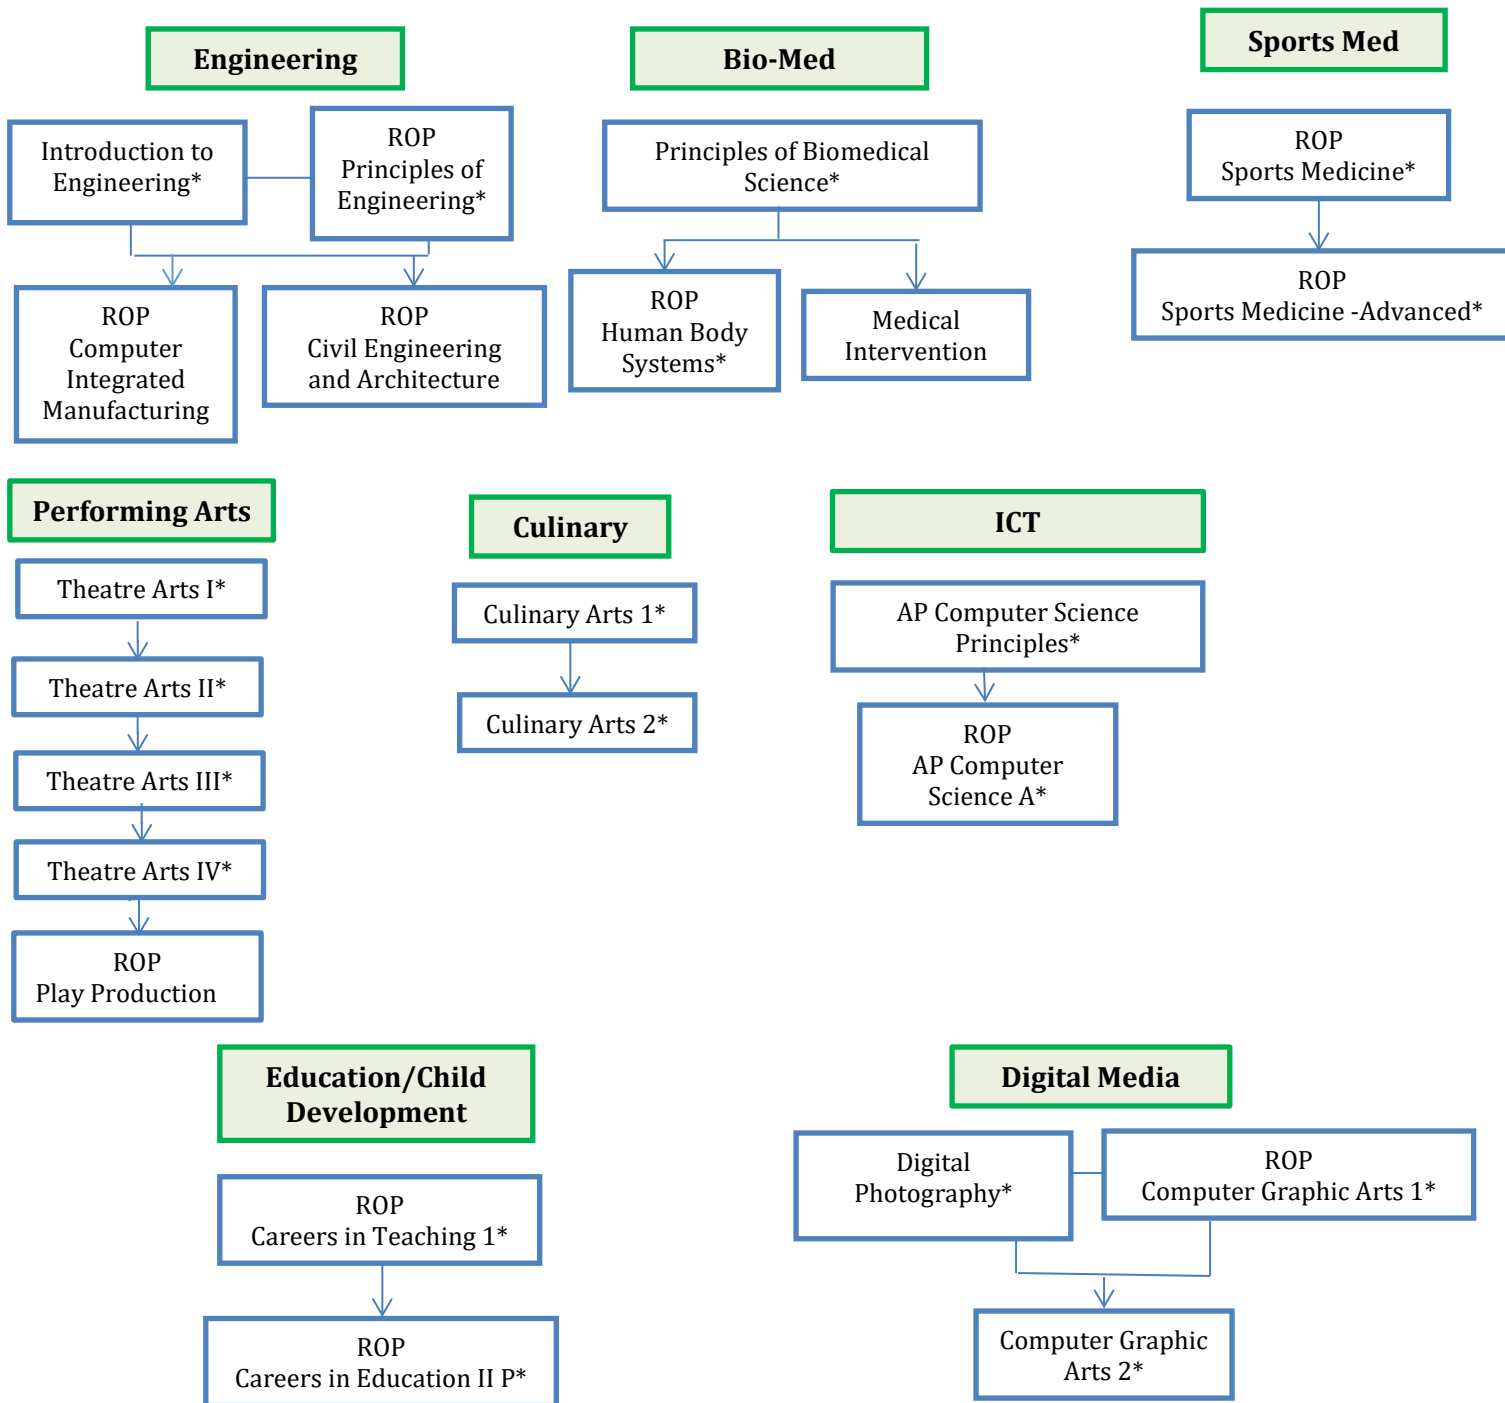 Engineering
Introduction to
Engineering*
ROP
Principles of
Engineering*
ROP
Computer
Integrated
Manufacturing
ROP
Civil Engineering
and Architecture
Bio-Med
Principles of Biomedical
Science*
ROP
Human Body
Systems*
Medical
Intervention
Sports Med
ROP
Sports Medicine*
ROP
Sports Medicine -Advanced*
Performing Arts
Theatre Arts I*
Theatre Arts II*
Theatre Arts III*
Theatre Arts IV*
ROP
Play Production
Culinary
Culinary Arts 1*
Culinary Arts 2*
ICT
AP Computer Science
Principles*
ROP
AP Computer
Science A*
Education/Child
Development
ROP
Careers in Teaching 1*
ROP
Careers in Education II P*
Digital Media
Digital
Photography*
ROP
Computer Graphic Arts 1*
Computer Graphic
Arts 2*